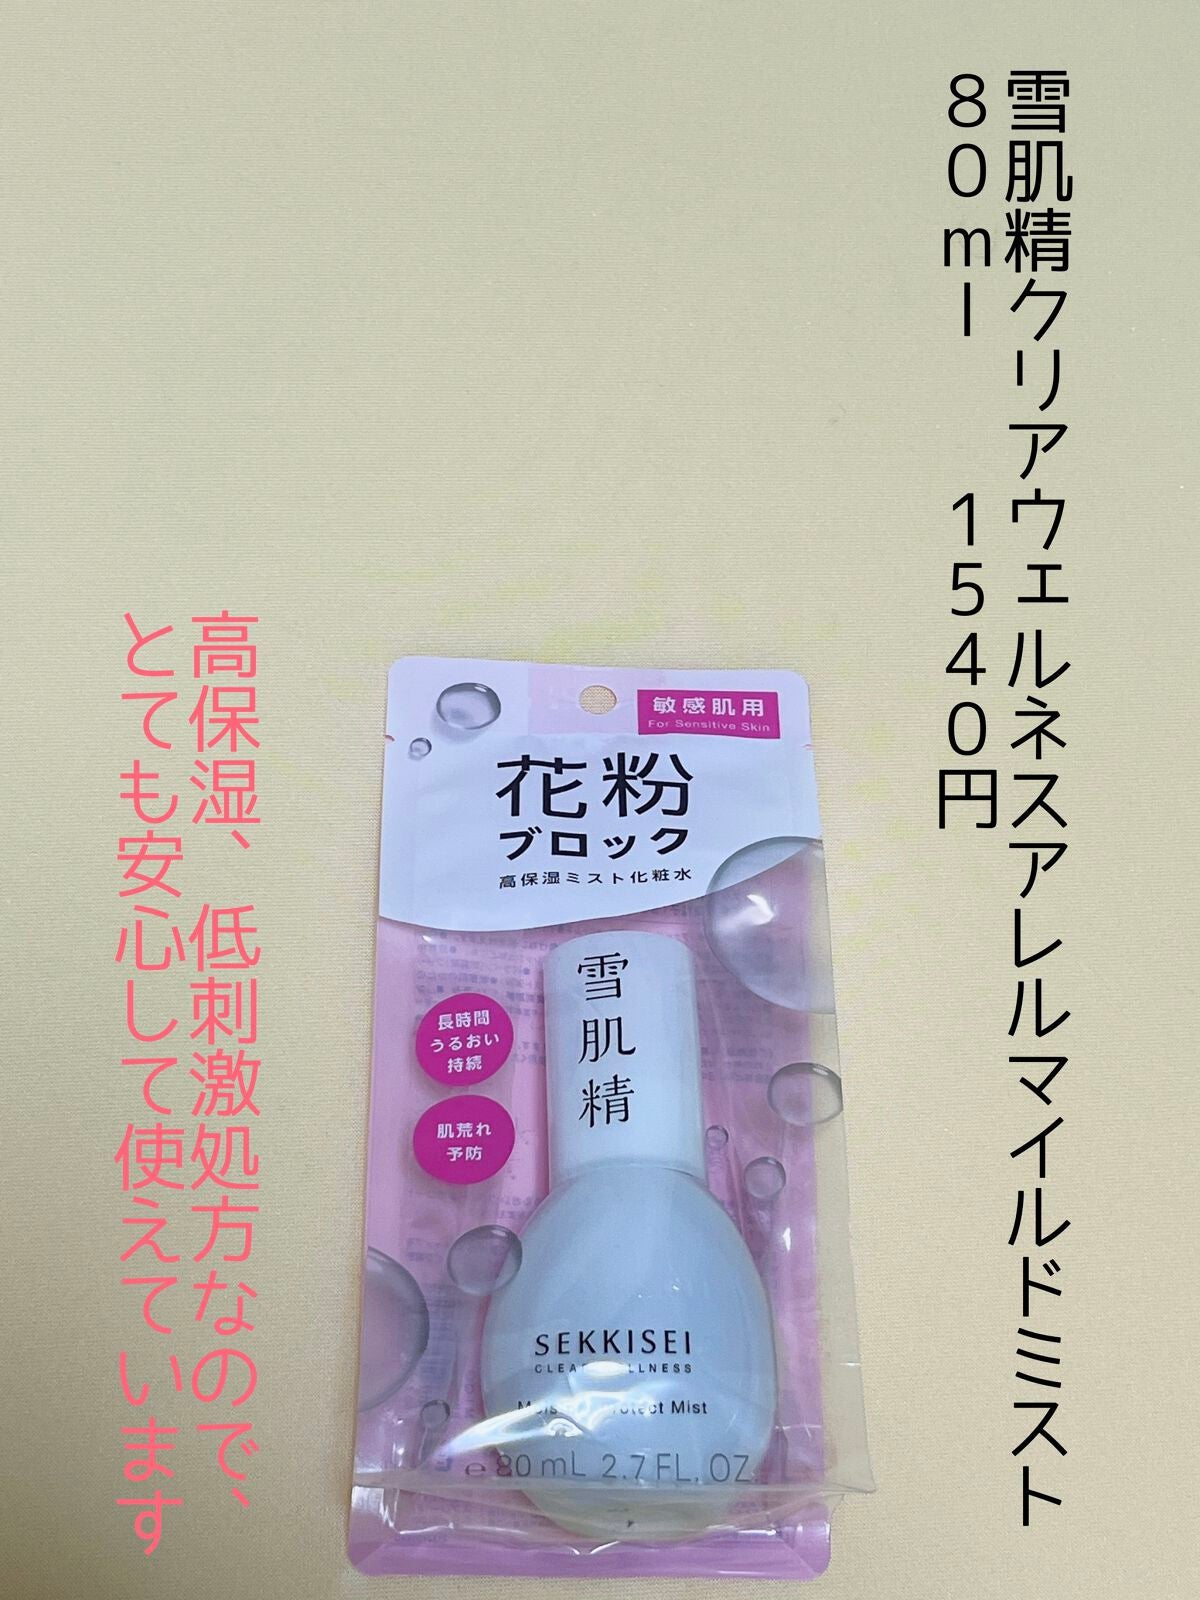 雪肌精クリアウェルネスアレルマイルドミスト
80ml 1540円
高保湿、低刺激処方なので、
とても安心して使えています
敏感肌用
For Sensitive Skin
花粉
ブロック
高保湿ミスト化粧水
雪肌精
長時間
うるおい
持続
肌荒れ
予防
SEKKISEI
Mist
e 80 mL 2.7 FL. OZ.